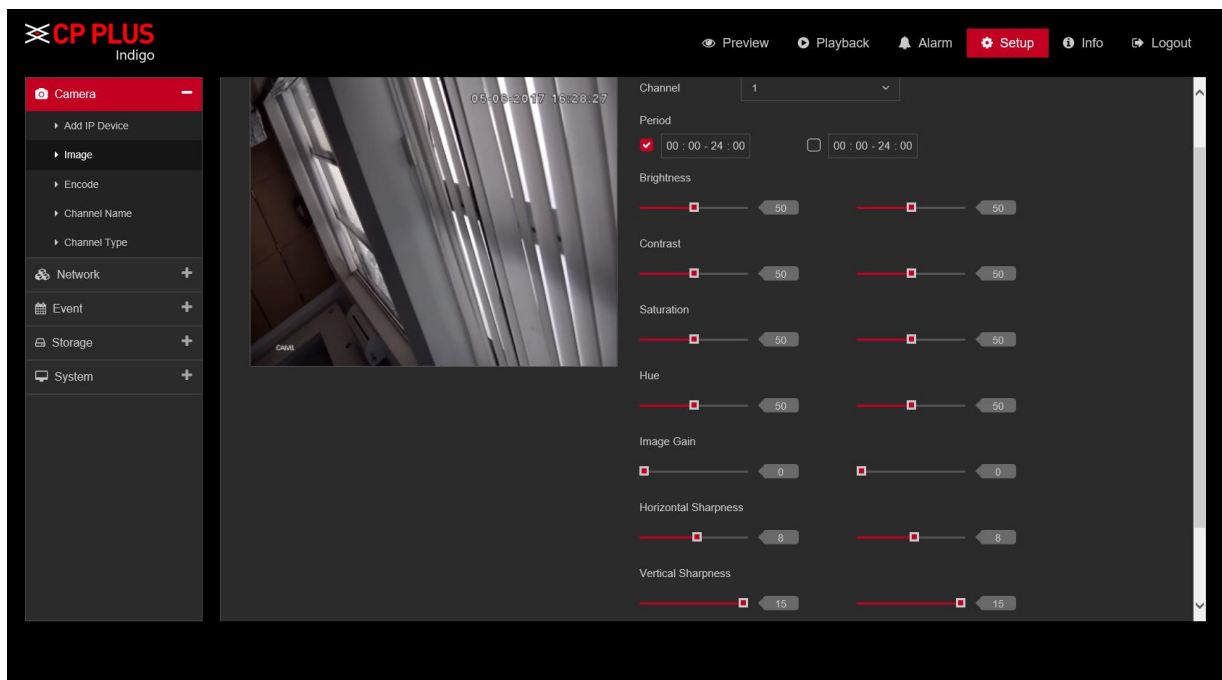 CP PLUS
Indigo
Preview Playback Alarm Setup Info Logout
Camera
Add IP Device
Image
Encode
Channel Name
Channel Type
Network
Event
Storage
System
05-06-2017 16:28:27
CAM1
Channel 1
Period
00 : 00 - 24 : 00 00 : 00 - 24 : 00
Brightness
50 50
Contrast
50 50
Saturation
50 50
Hue
50 50
Image Gain
0 0
Horizontal Sharpness
8 8
Vertical Sharpness
15 15